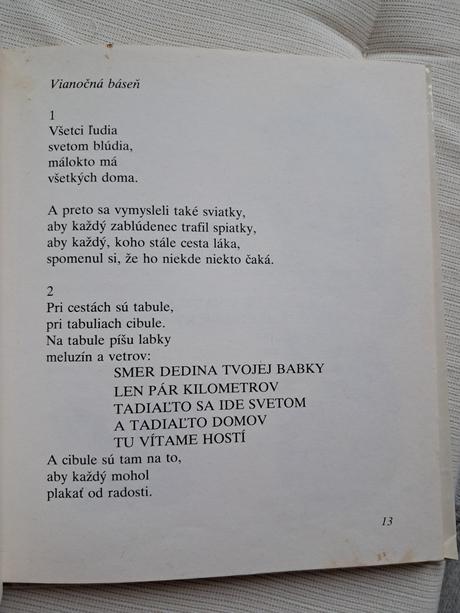 Vianočná báseň
1
Všetci ľudia
svetom blúdia,
málokto má
všetkých doma.
A preto sa vymysleli také sviatky,
aby každý zablúdenec trafil spiatky,
aby každý, koho stále cesta láka,
spomenul si, že ho niekde niekto čaká.
2
Pri cestách sú tabule,
pri tabuliach cibule.
Na tabule píšu labky
meluzín a vetrov:
SMER DEDINA TVOJEJ BABKY
LEN PÁR KILOMETROV
TADIAĽTO SA IDE SVETOM
A TADIAĽTO DOMOV
TU VÍTAME HOSTÍ
A cibule sú tam na to,
aby každý mohol
plakať od radosti.
13